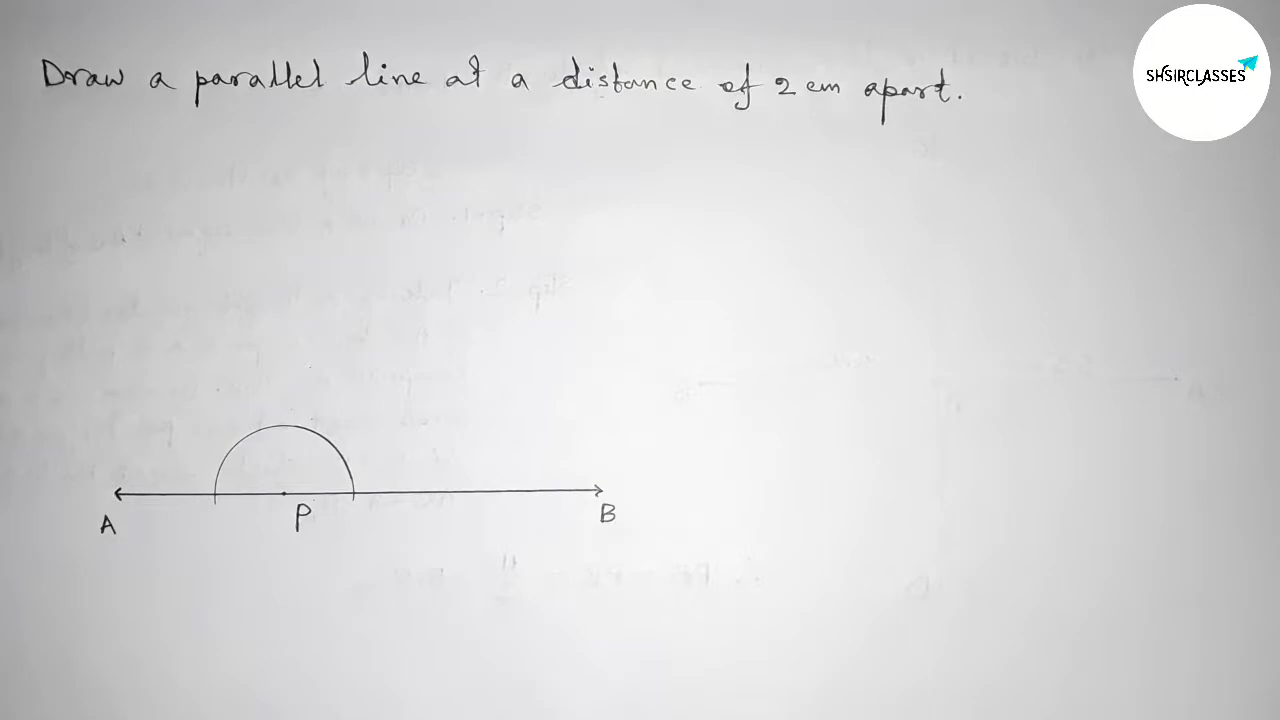 Draw a parallel line at a distance of 2 cm apart.
SHSIRCLASSES
A
P
B